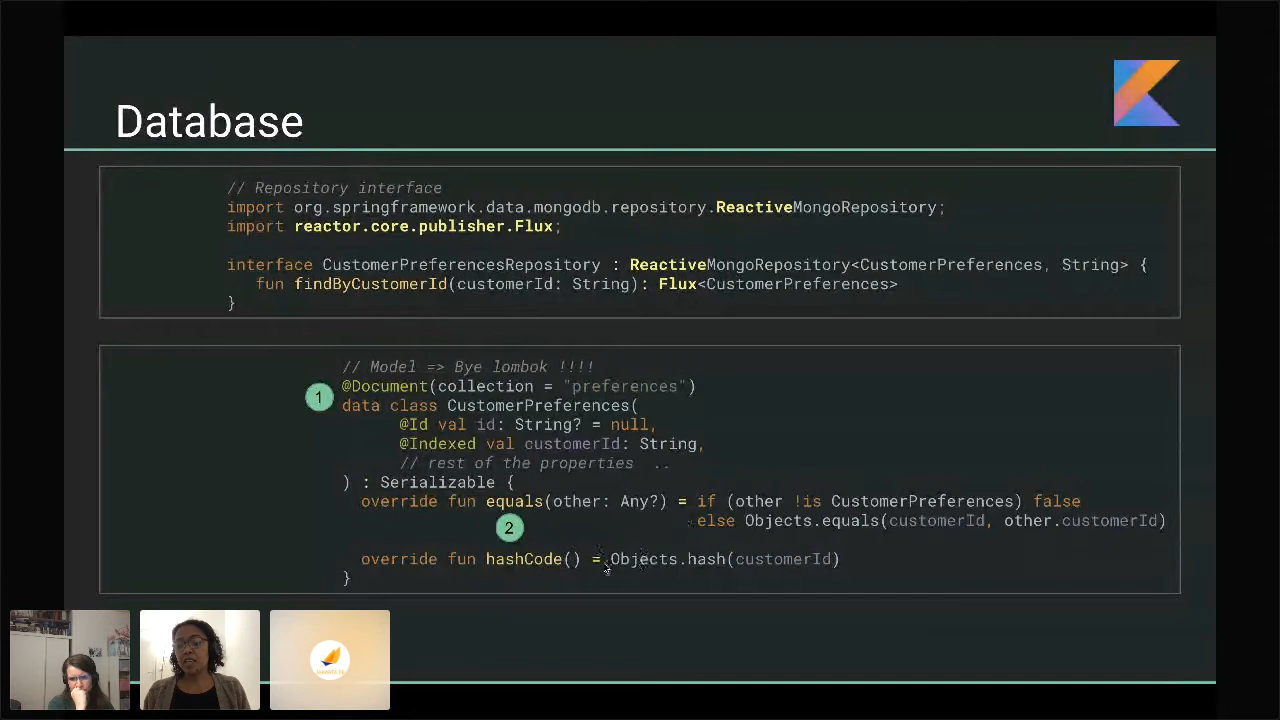 Database
// Repository interface
import org.springframework.data.mongodb.repository.ReactiveMongoRepository;
import reactor.core.publisher.Flux;
interface CustomerPreferencesRepository : ReactiveMongoRepository<CustomerPreferences, String> {
fun findByCustomerId(customerId: String): Flux<CustomerPreferences>
}
// Model => Bye lombok !!!!
1
@Document(collection = "preferences")
data class CustomerPreferences(
@Id val id: String? = null,
@Indexed val customerId: String,
// rest of the properties ..
) : Serializable {
override fun equals(other: Any?) = if (other !is CustomerPreferences) false
else Objects.equals(customerId, other.customerId)
2
override fun hashCode() = Objects.hash(customerId)
}